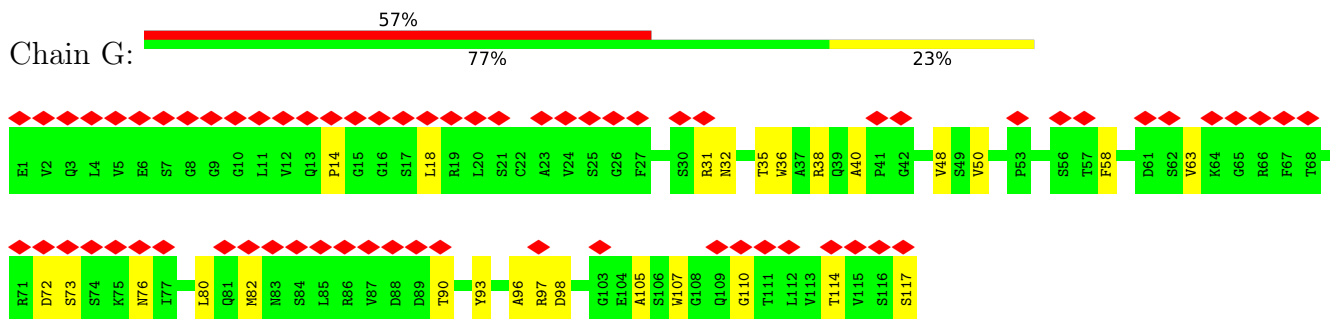 57%
Chain G:
77% 23%
E1 V2 Q3 L4 V5 E6 S7 G8 G9 G10 L11 V12 Q13 P14 G15 G16 S17 L18 R19 L20 S21 C22 A23 V24 S25 G26 F27 S30 R31 N32 T35 W36 A37 R38 Q39 A40 P41 G42 V48 S49 V50 P53 S56 T57 F58 D61 S62 V63 K64 G65 R66 F67 T68
R71 D72 S73 S74 K75 N76 I77 L80 Q81 M82 N83 S84 L85 R86 V87 D88 D89 T90 Y93 A96 R97 D98 G103 E104 A105 S106 W107 G108 Q109 G110 T111 L112 V113 T114 V115 S116 S117